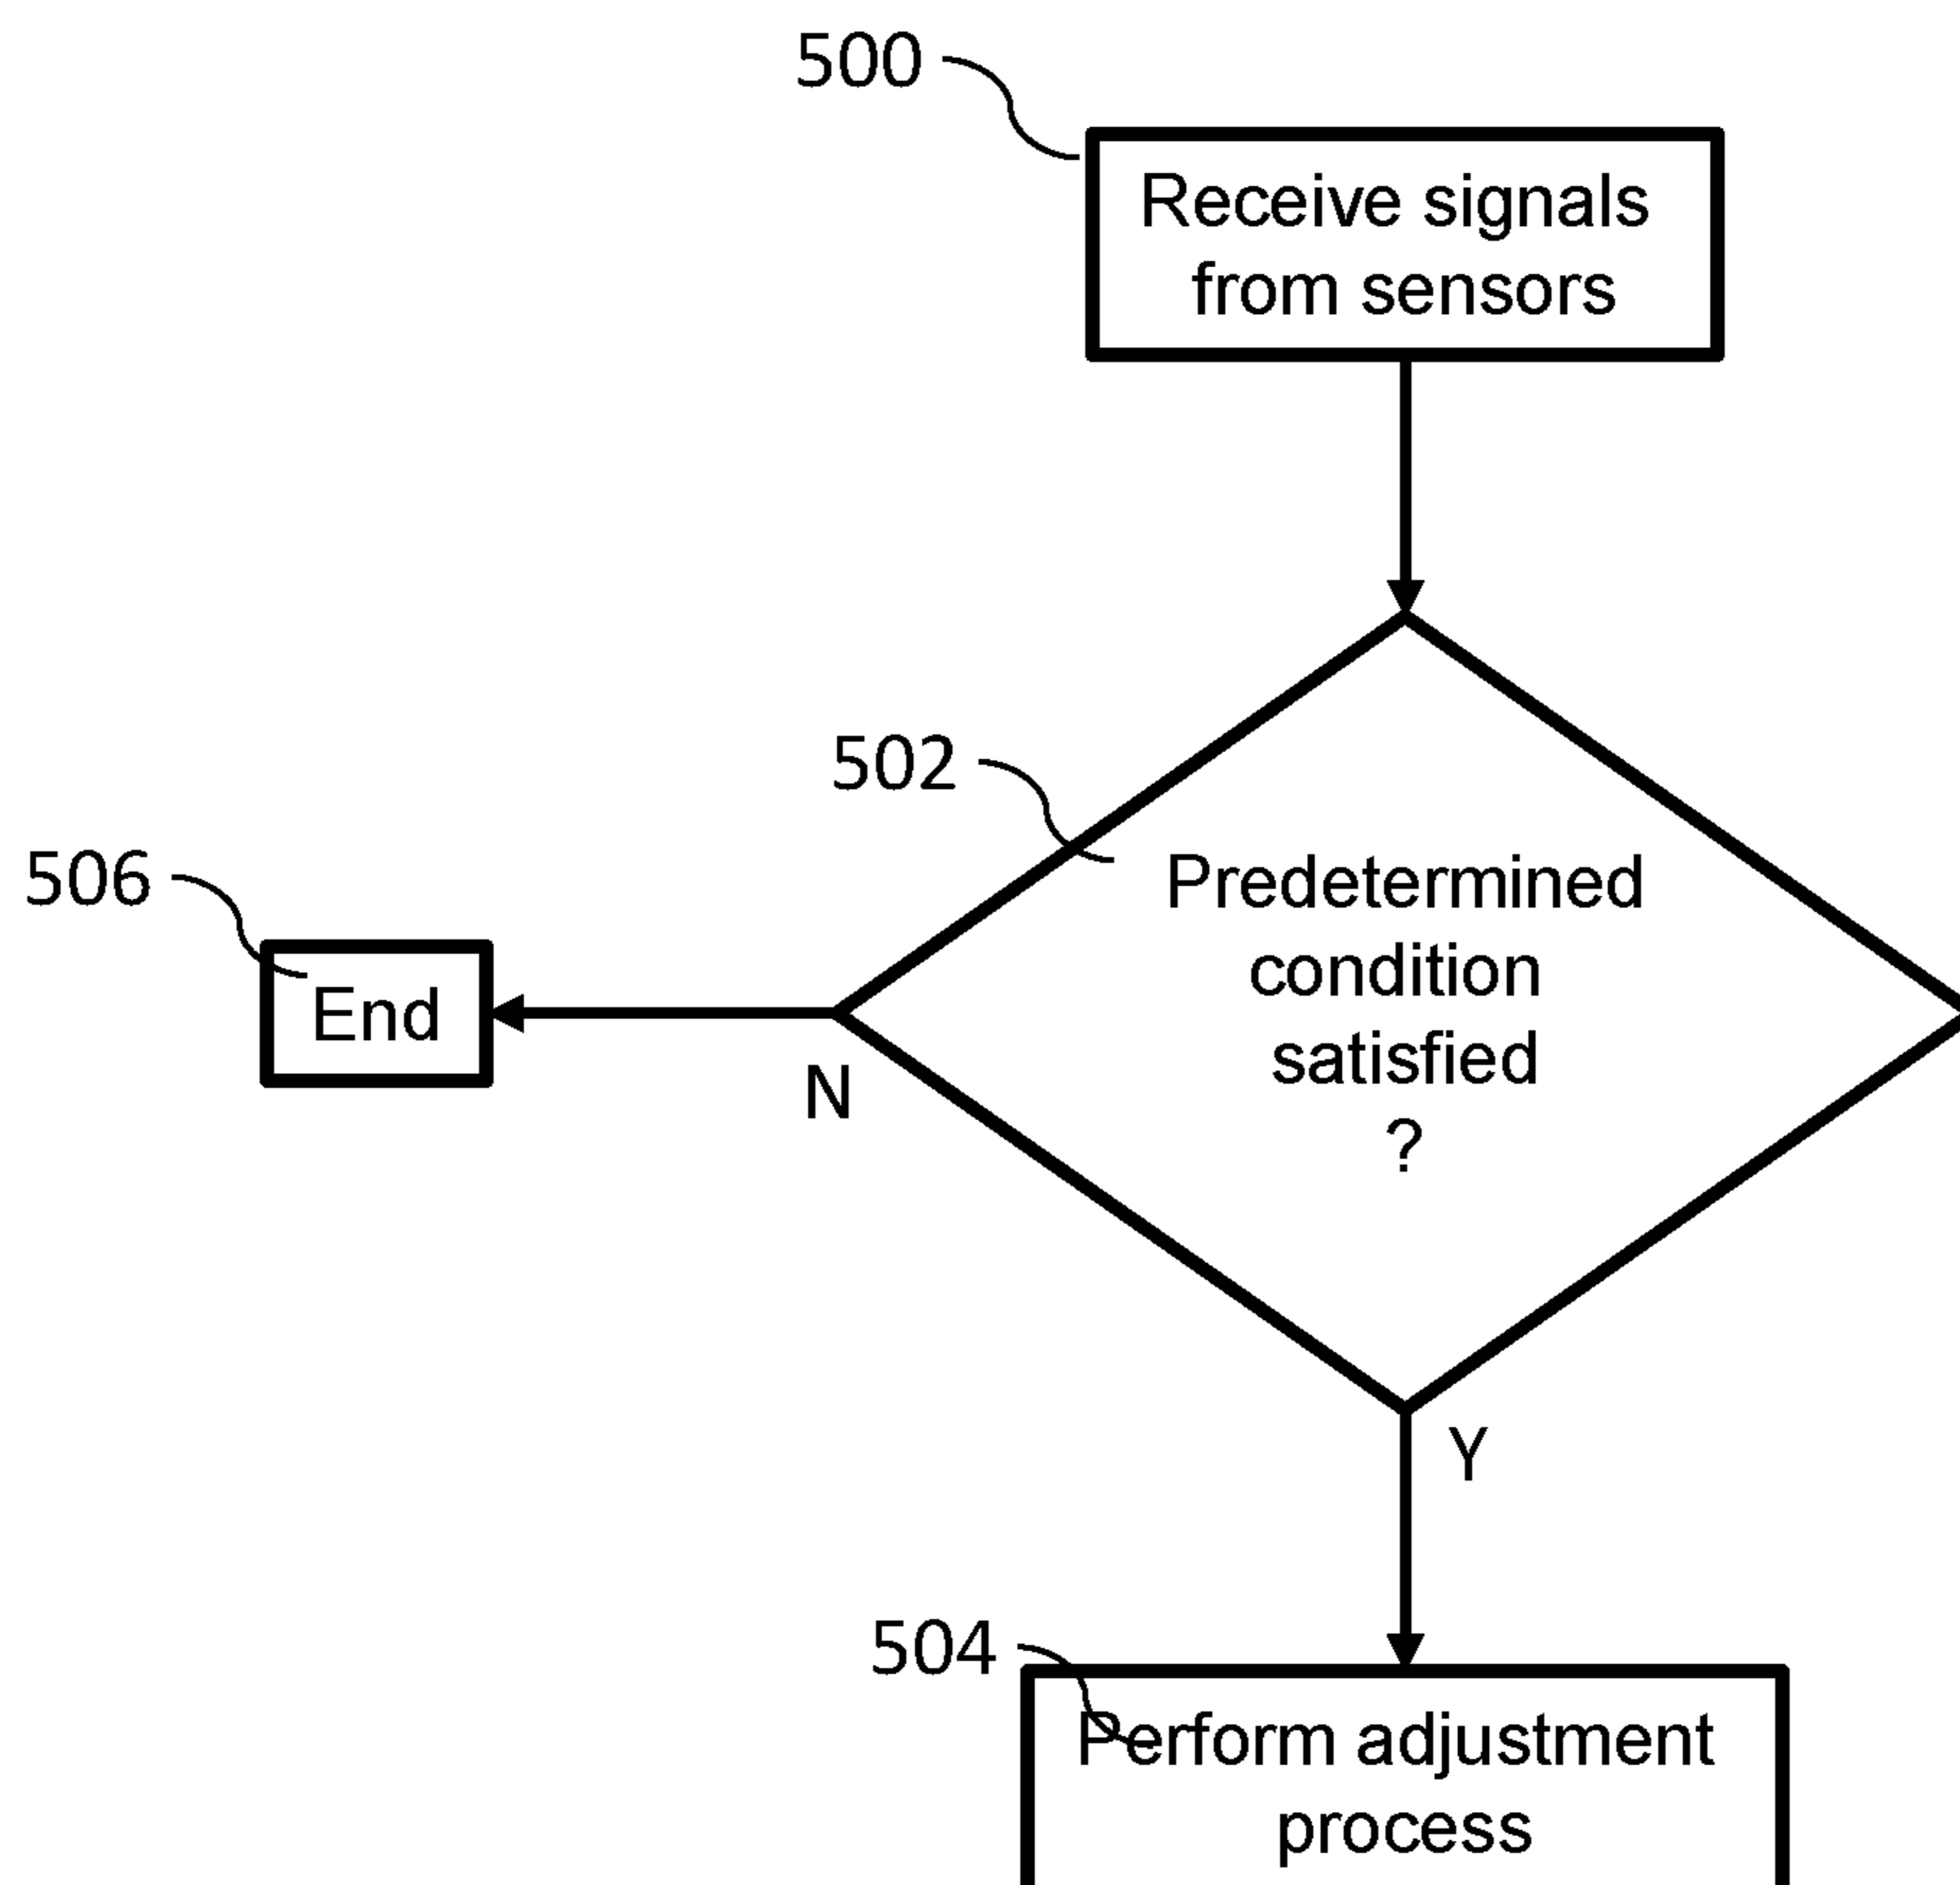 500
Receive signals
from sensors
502
Predetermined
condition
satisfied
?
506
End
N
Y
504
Perform adjustment
process